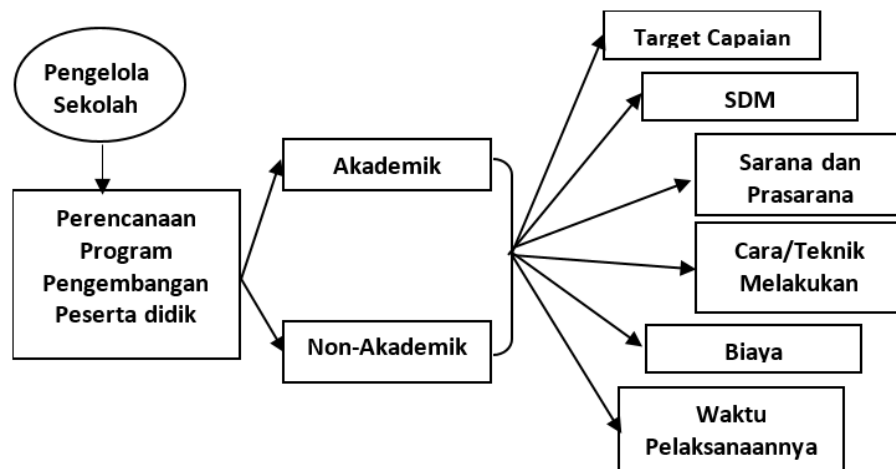 Pengelola
Sekolah
Perencanaan
Program
Pengembangan
Peserta didik
Akademik
Non-Akademik
Target Capaian
SDM
Sarana dan
Prasarana
Cara/Teknik
Melakukan
Biaya
Waktu
Pelaksanaannya